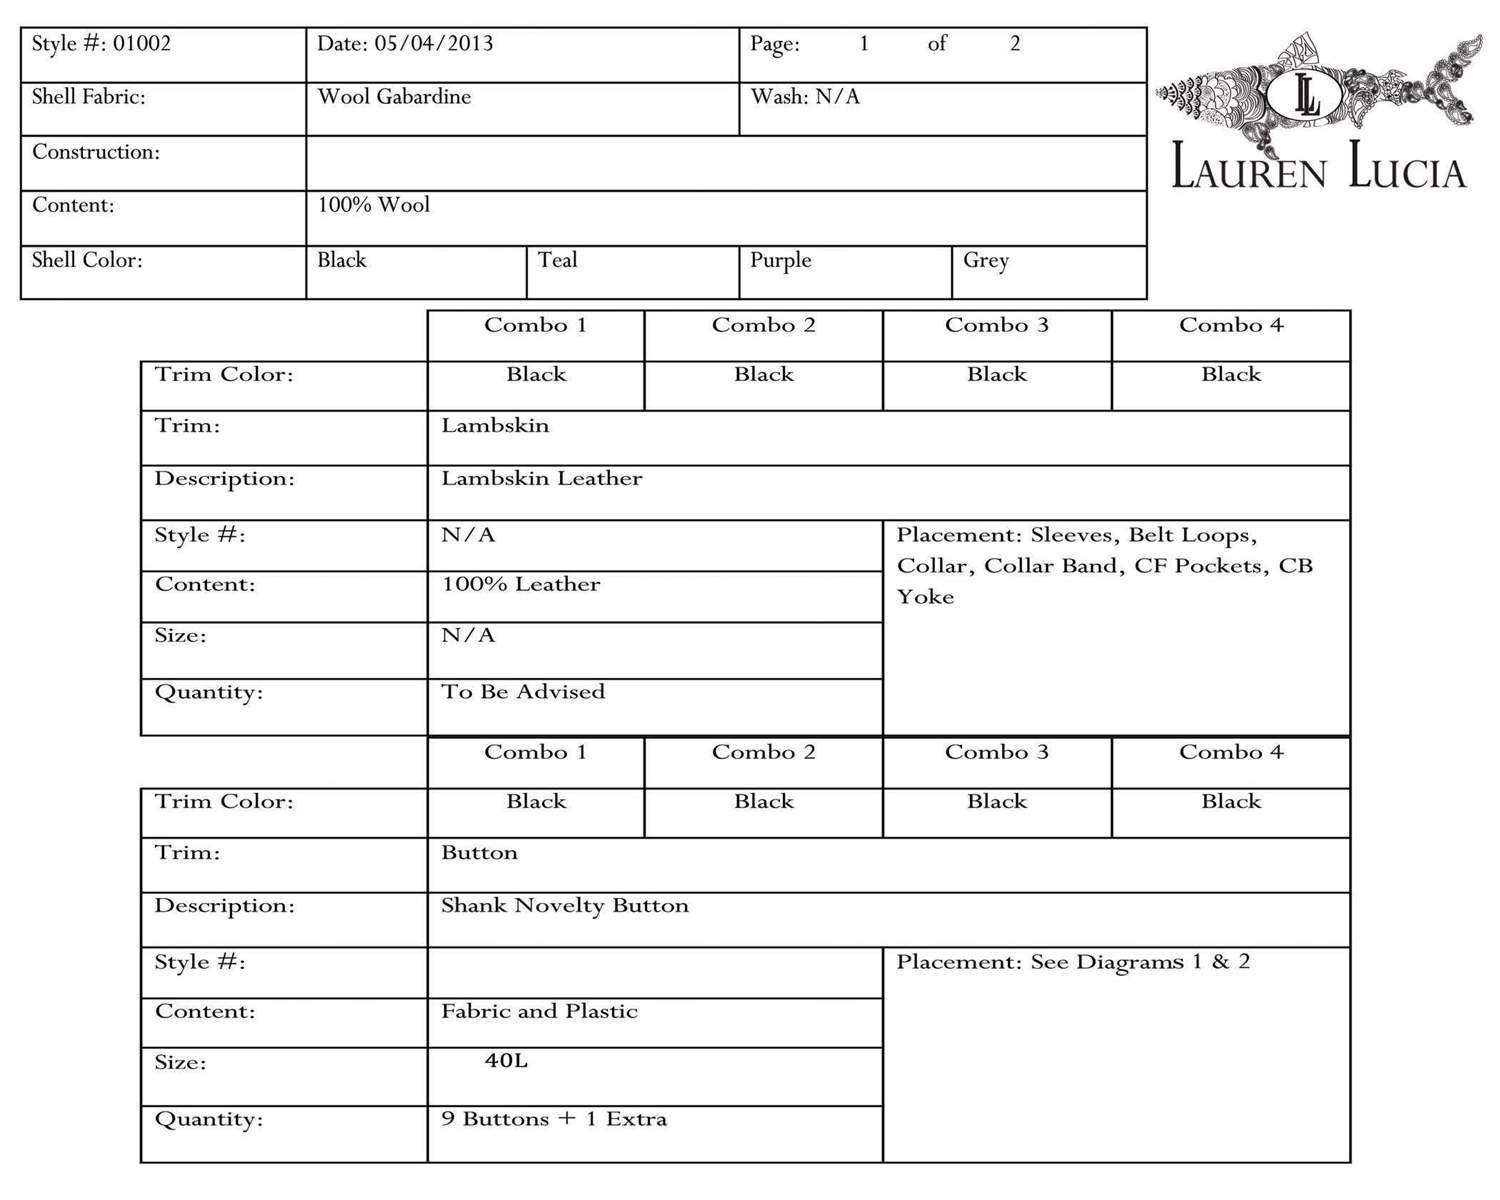 Style #: 01002 Date: 05/04/2013 Page: 1 of 2
LL
Shell Fabric: Wool Gabardine Wash: N/A
Construction:
LAUREN LUCIA
Content: 100% Wool
Shell Color: Black Teal Purple Grey
Combo 1 Combo 2 Combo 3 Combo 4
Trim Color: Black Black Black Black
Trim: Lambskin
Description: Lambskin Leather
Style #: N/A Placement: Sleeves, Belt Loops,
Collar, Collar Band, CF Pockets, CB
Content: 100% Leather
Yoke
Size: N/A
Quantity: To Be Advised
Combo 1 Combo 2 Combo 3 Combo 4
Trim Color: Black Black Black Black
Trim: Button
Description: Shank Novelty Button
Style #: Placement: See Diagrams 1 & 2
Content: Fabric and Plastic
Size: 40L
Quantity: 9 Buttons + 1 Extra